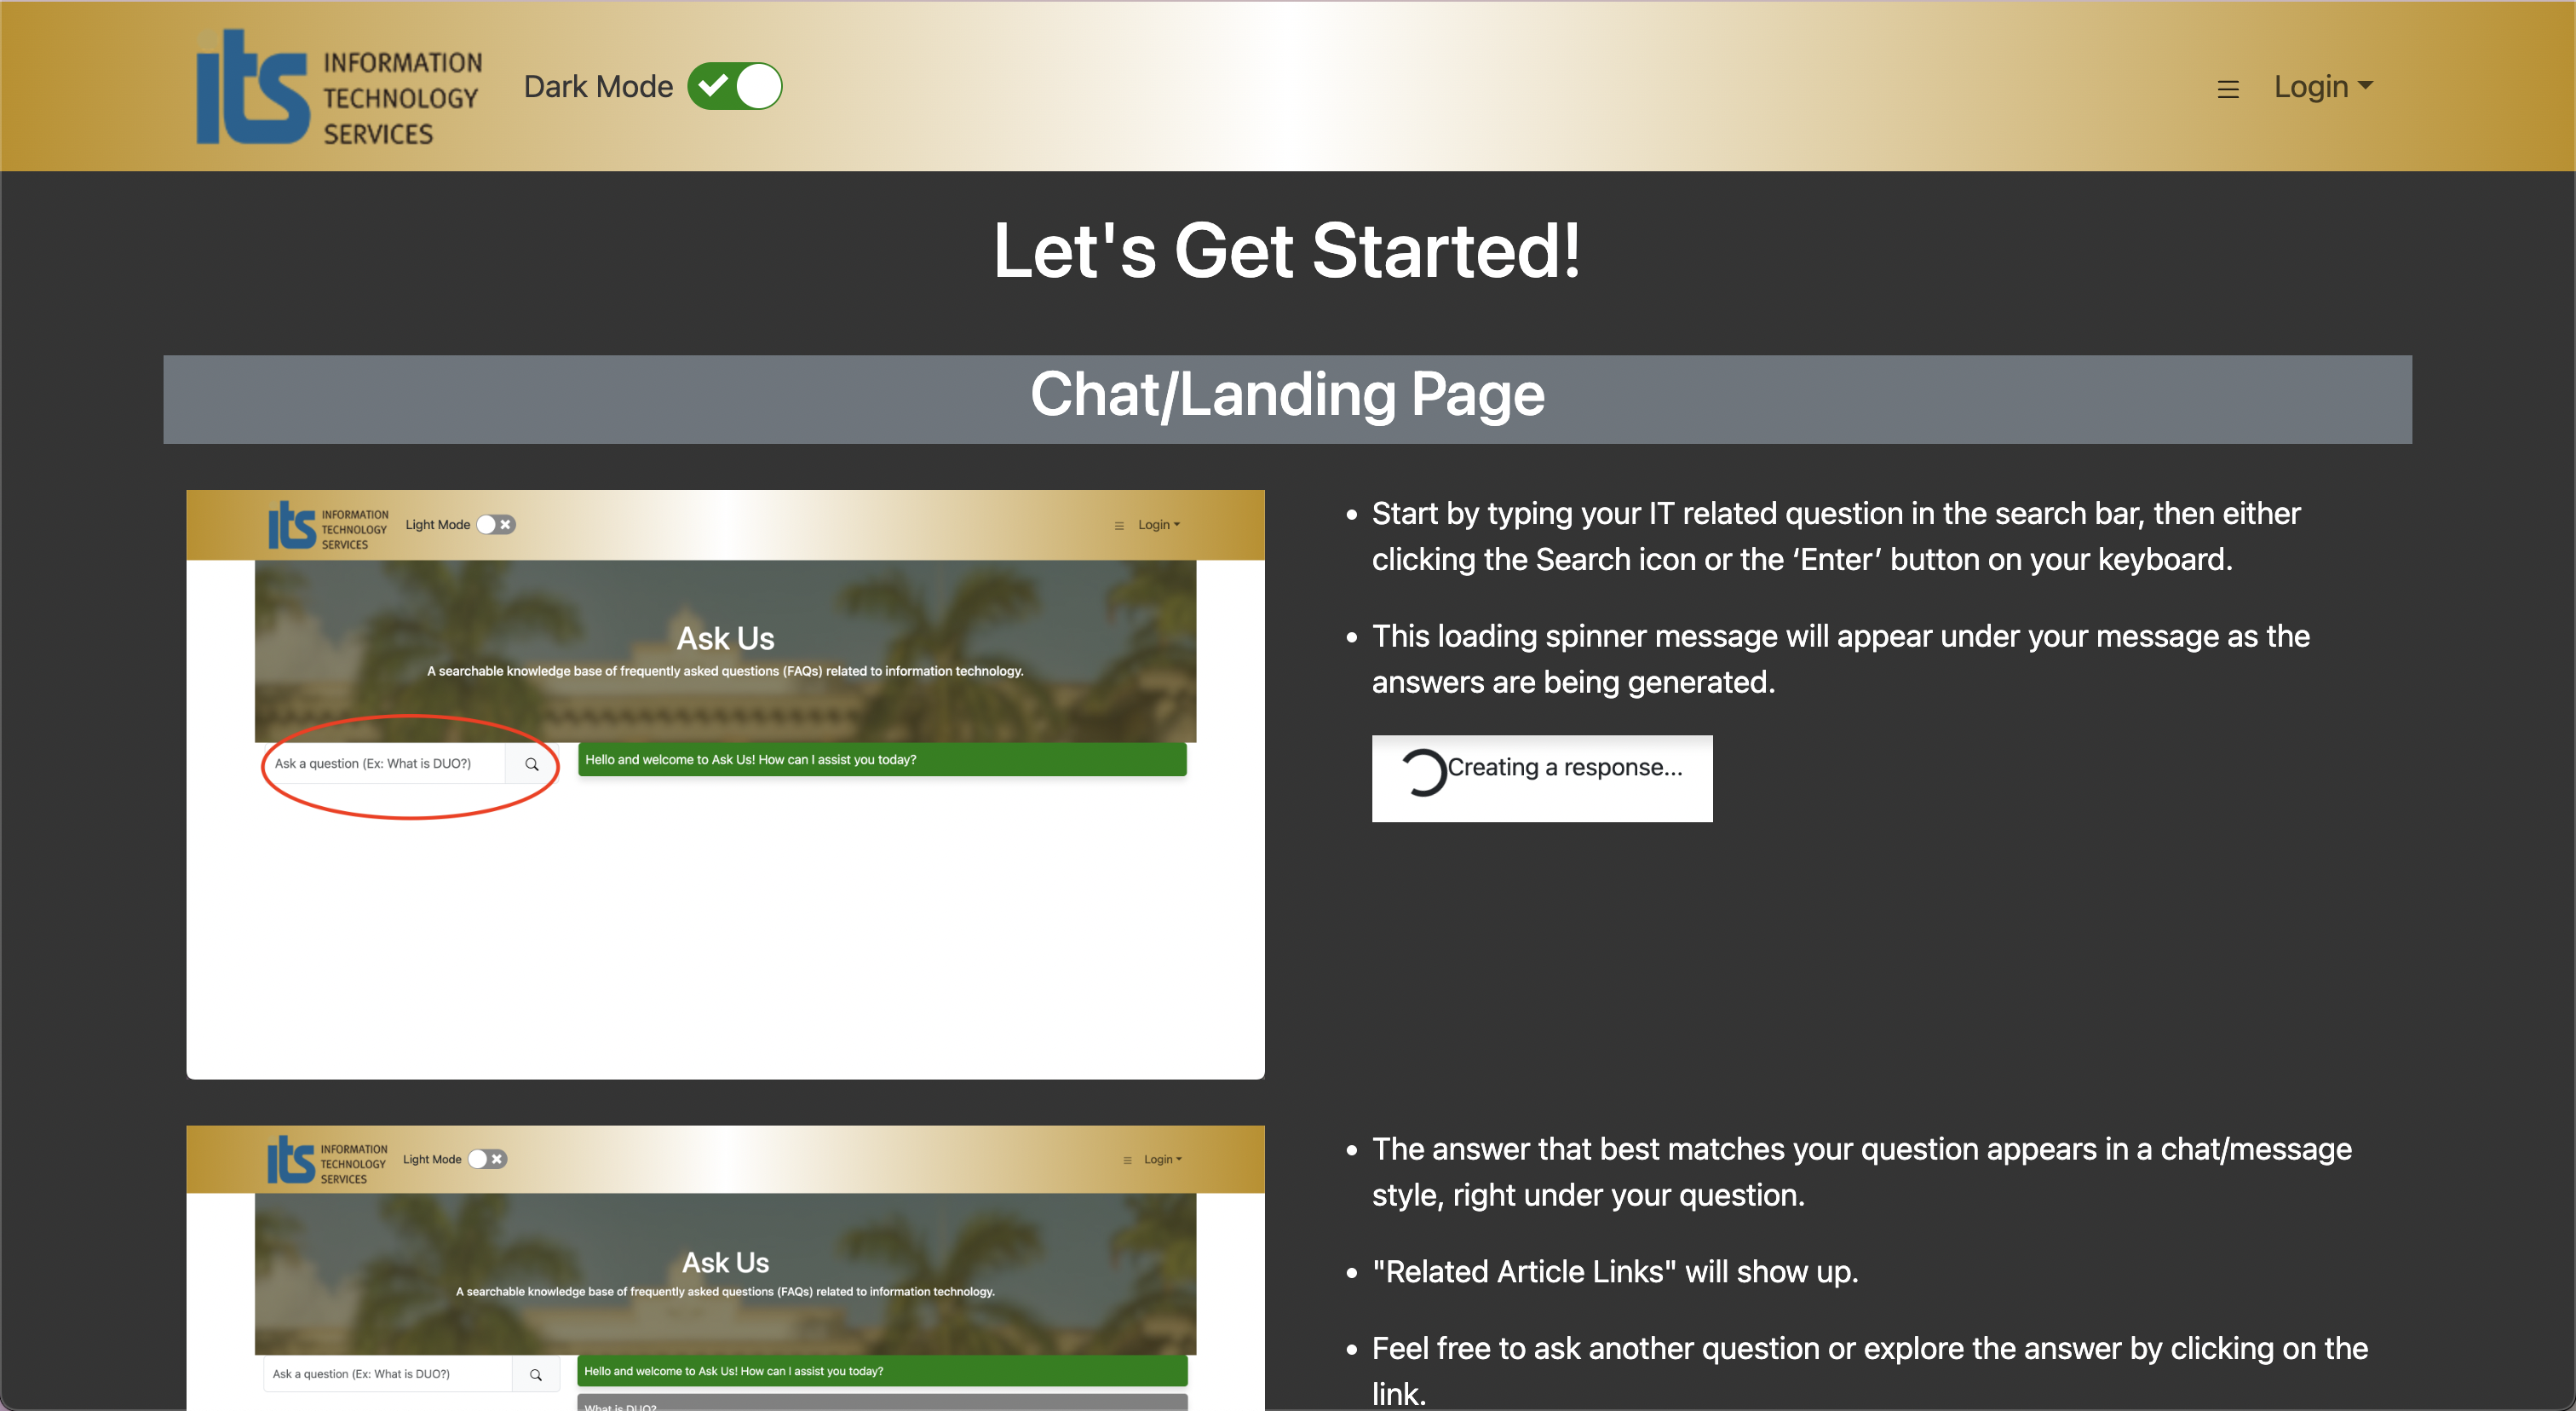 its INFORMATION
TECHNOLOGY
SERVICES
Dark Mode
Login
Let's Get Started!
Chat/Landing Page
its INFORMATION
TECHNOLOGY
SERVICES
Light Mode
Login
Ask Us
A searchable knowledge base of frequently asked questions (FAQs) related to information technology.
Ask a question (Ex: What is DUO?)
Hello and welcome to Ask Us! How can I assist you today?
• Start by typing your IT related question in the search bar, then either
clicking the Search icon or the ‘Enter’ button on your keyboard.
• This loading spinner message will appear under your message as the
answers are being generated.
Creating a response...
its INFORMATION
TECHNOLOGY
SERVICES
Light Mode
Login
Ask Us
A searchable knowledge base of frequently asked questions (FAQs) related to information technology.
Ask a question (Ex: What is DUO?)
Hello and welcome to Ask Us! How can I assist you today?
What is DUO?
• The answer that best matches your question appears in a chat/message
style, right under your question.
• "Related Article Links" will show up.
• Feel free to ask another question or explore the answer by clicking on the
link.